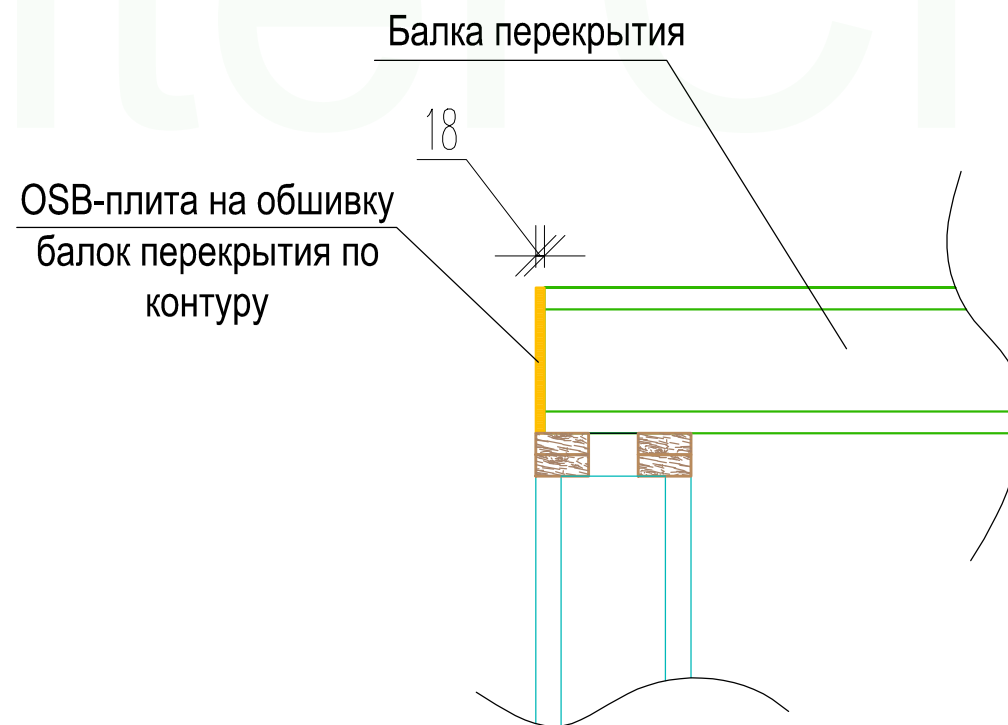 Балка перекрытия
18
OSB-плита на обшивку
балок перекрытия по
контуру